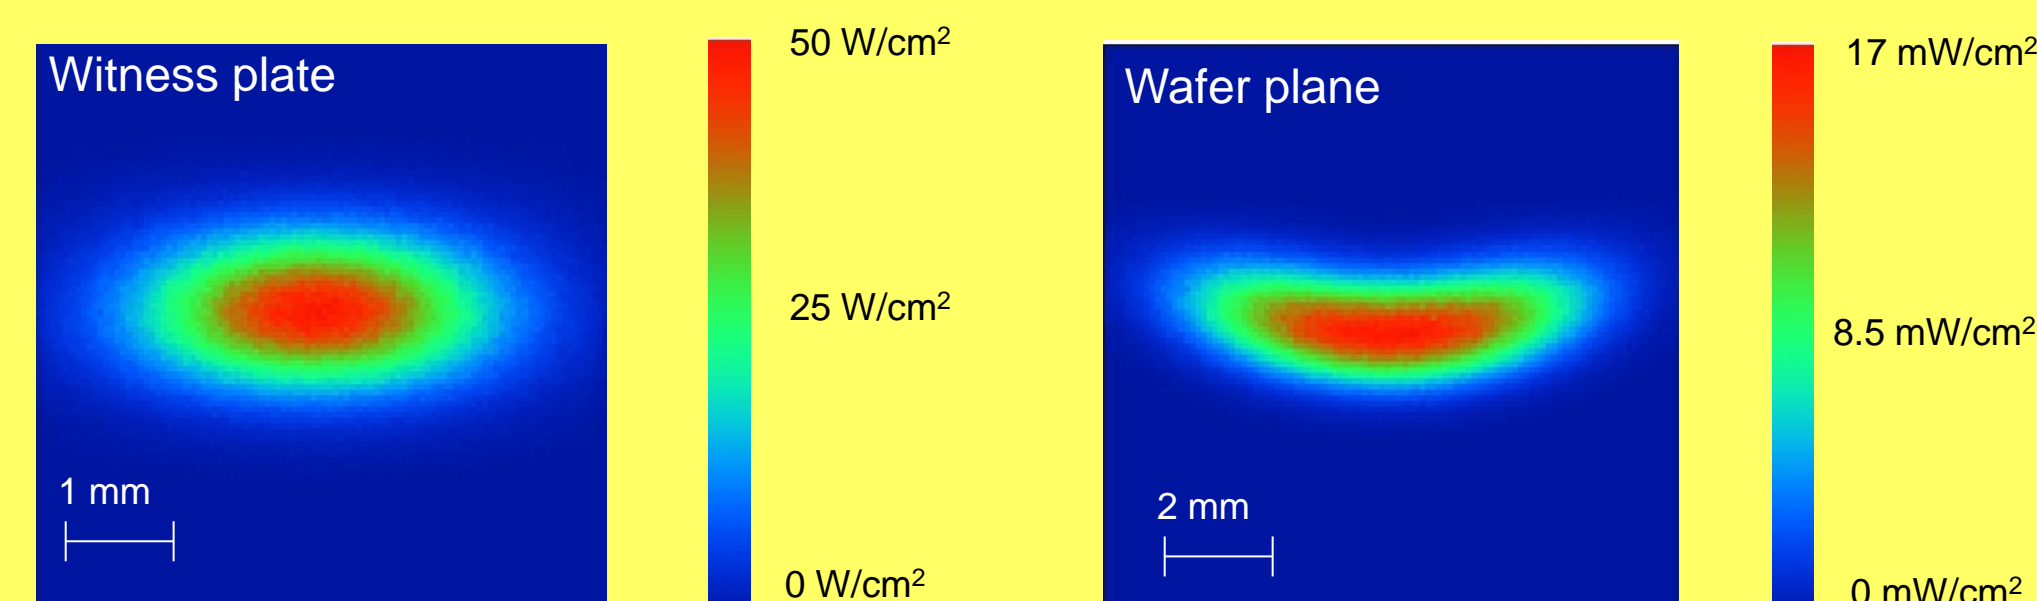 Witness plate
50 W/cm²
25 W/cm²
0 W/cm²
1 mm
Wafer plane
17 mW/cm²
8.5 mW/cm²
0 mW/cm²
2 mm